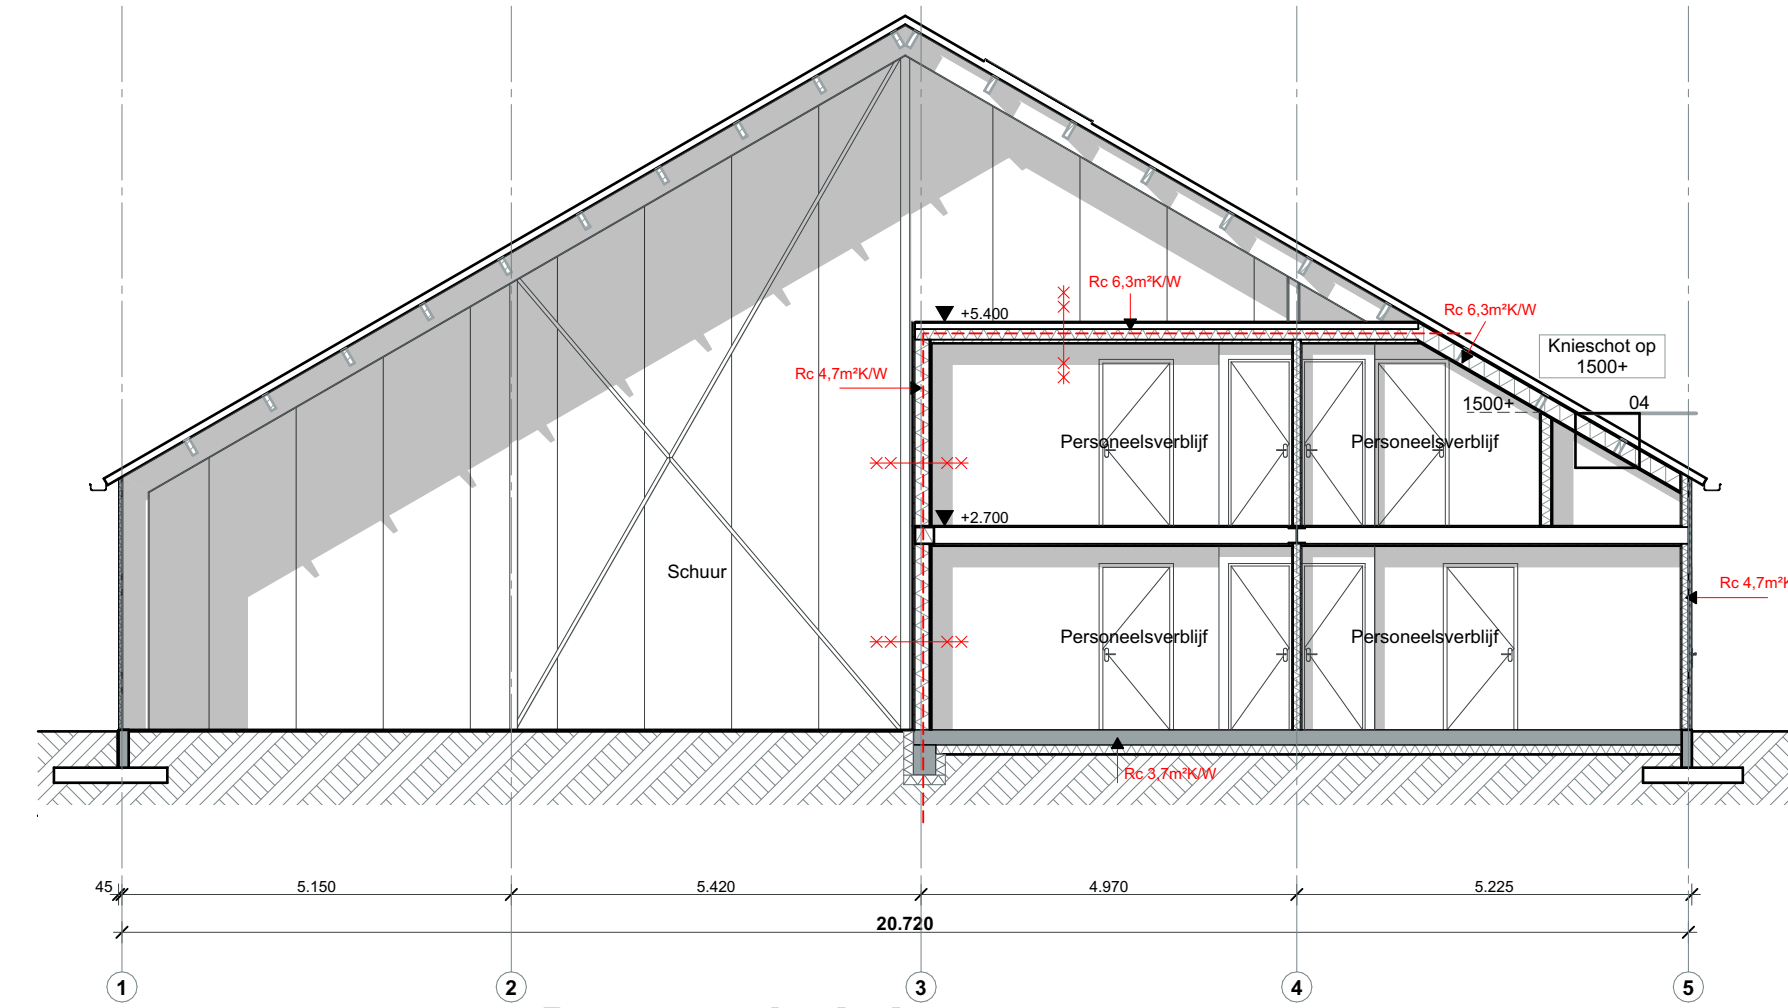 Rc 6,3m²K/W
Rc 6,3m²K/W
+5.400
Knieschot op
1500+
Rc 4,7m²K/W
1500+
04
Personeelsverblijf
Personeelsverblijf
+2.700
Schuur
Rc 4,7m²K
Personeelsverblijf
Personeelsverblijf
Rc 3,7m²K/W
45
5.150
5.420
4.970
5.225
20.720
1
2
3
4
5